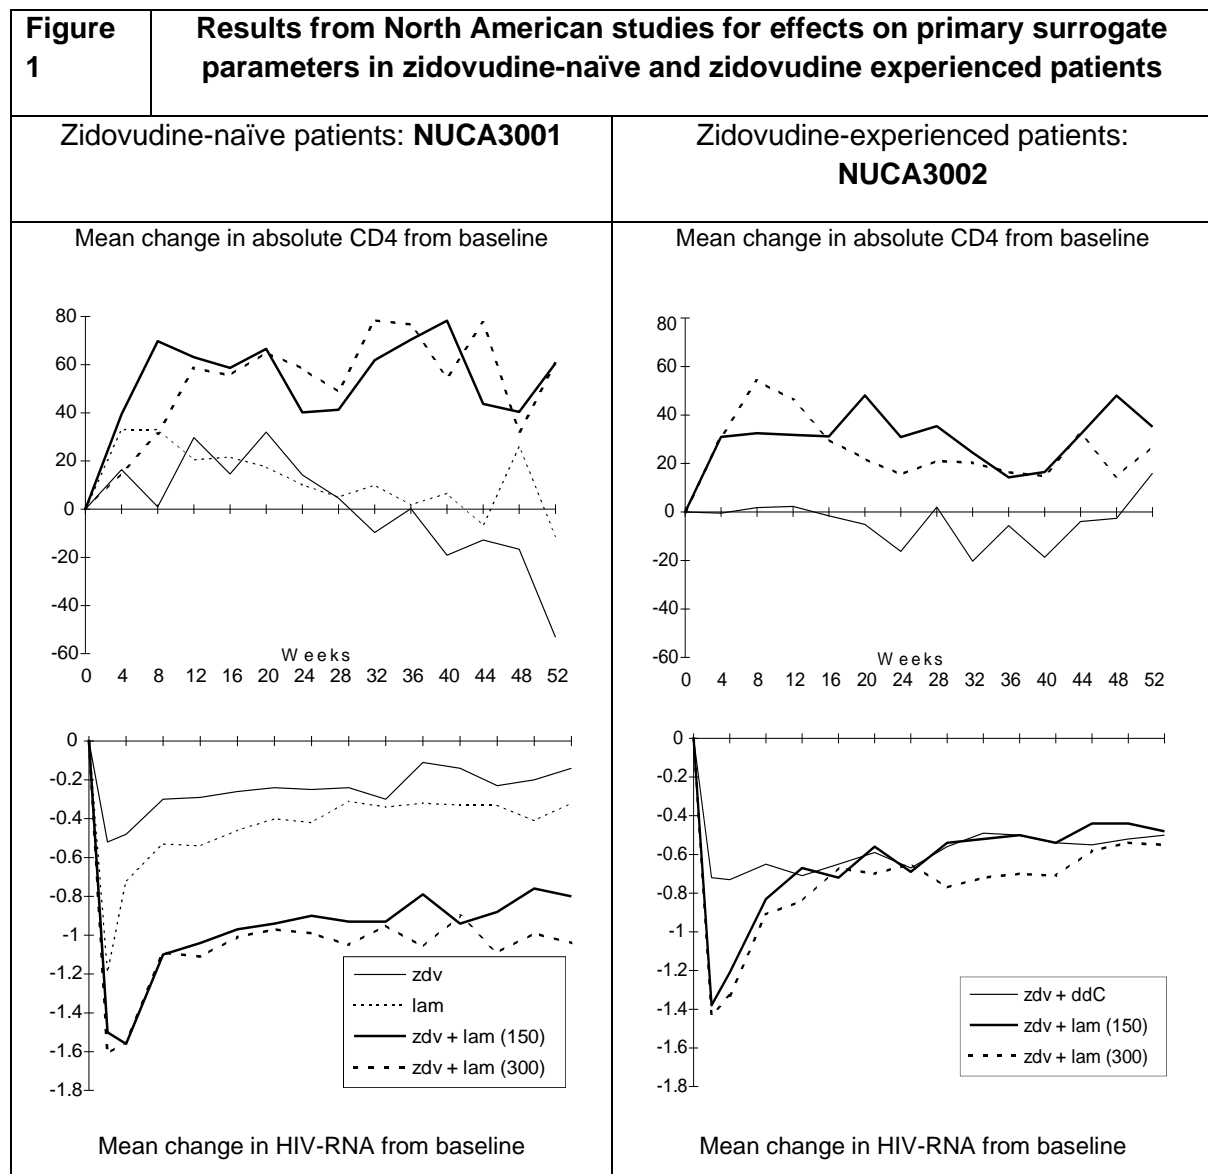 Figure 1
Results from North American studies for effects on primary surrogate
parameters in zidovudine-naïve and zidovudine experienced patients
Zidovudine-naïve patients: NUCA3001
Zidovudine-experienced patients:
NUCA3002
Mean change in absolute CD4 from baseline
80
60
40
20
0
-20
-40
-60
Weeks
0 4 8 12 16 20 24 28 32 36 40 44 48 52
0
-0.2
-0.4
-0.6
-0.8
-1
-1.2
-1.4
-1.6
-1.8
zdv
lam
zdv + lam (150)
zdv + lam (300)
Mean change in HIV-RNA from baseline
Mean change in absolute CD4 from baseline
80
60
40
20
0
-20
-40
-60
Weeks
0 4 8 12 16 20 24 28 32 36 40 44 48 52
0
-0.2
-0.4
-0.6
-0.8
-1
-1.2
-1.4
-1.6
-1.8
zdv + ddC
zdv + lam (150)
zdv + lam (300)
Mean change in HIV-RNA from baseline